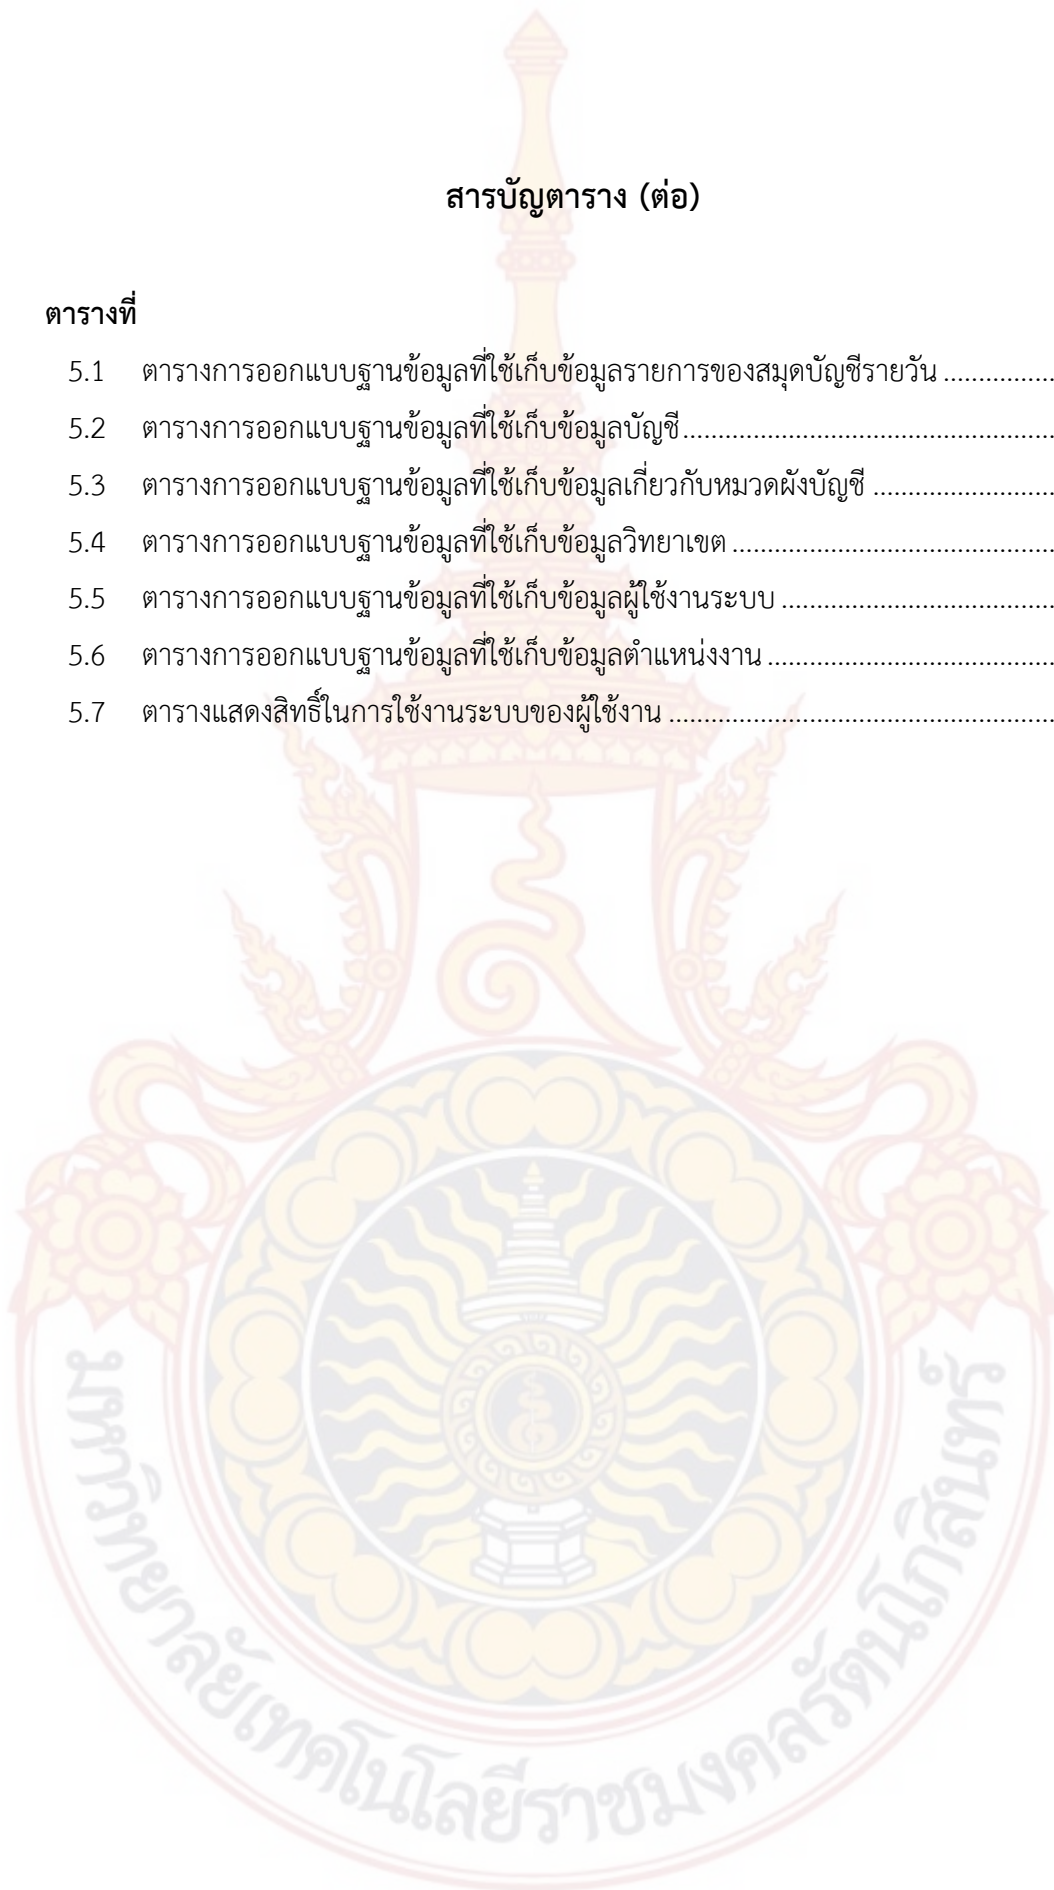 สารบัญตาราง (ต่อ)
ตารางที่
5.1 ตารางการออกแบบฐานข้อมูลที่ใช้เก็บข้อมูลรายการของสมุดบัญชีรายวัน ................
5.2 ตารางการออกแบบฐานข้อมูลที่ใช้เก็บข้อมูลบัญชี.......................................................
5.3 ตารางการออกแบบฐานข้อมูลที่ใช้เก็บข้อมูลเกี่ยวกับหมวดผังบัญชี ..........................
5.4 ตารางการออกแบบฐานข้อมูลที่ใช้เก็บข้อมูลวิทยาเขต ...............................................
5.5 ตารางการออกแบบฐานข้อมูลที่ใช้เก็บข้อมูลผู้ใช้งานระบบ ........................................
5.6 ตารางการออกแบบฐานข้อมูลที่ใช้เก็บข้อมูลตำแหน่งงาน ..........................................
5.7 ตารางแสดงสิทธิ์ในการใช้งานระบบของผู้ใช้งาน ........................................................
มหาวิทยาลัยเทคโนโลยีราชมงคลรัตนโกสินทร์